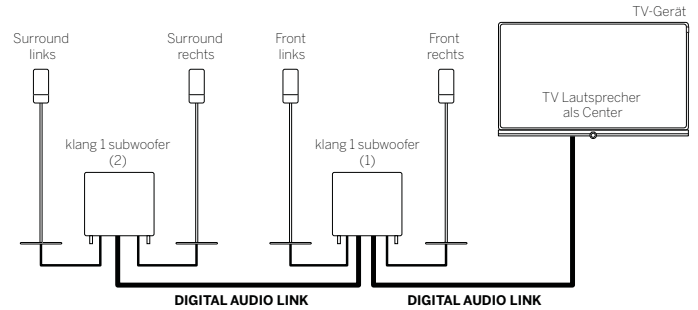 TV-Gerät
Surround
links
Surround
rechts
Front
links
Front
rechts
TV Lautsprecher
als Center
klang 1 subwoofer
(2)
klang 1 subwoofer
(1)
DIGITAL AUDIO LINK
DIGITAL AUDIO LINK